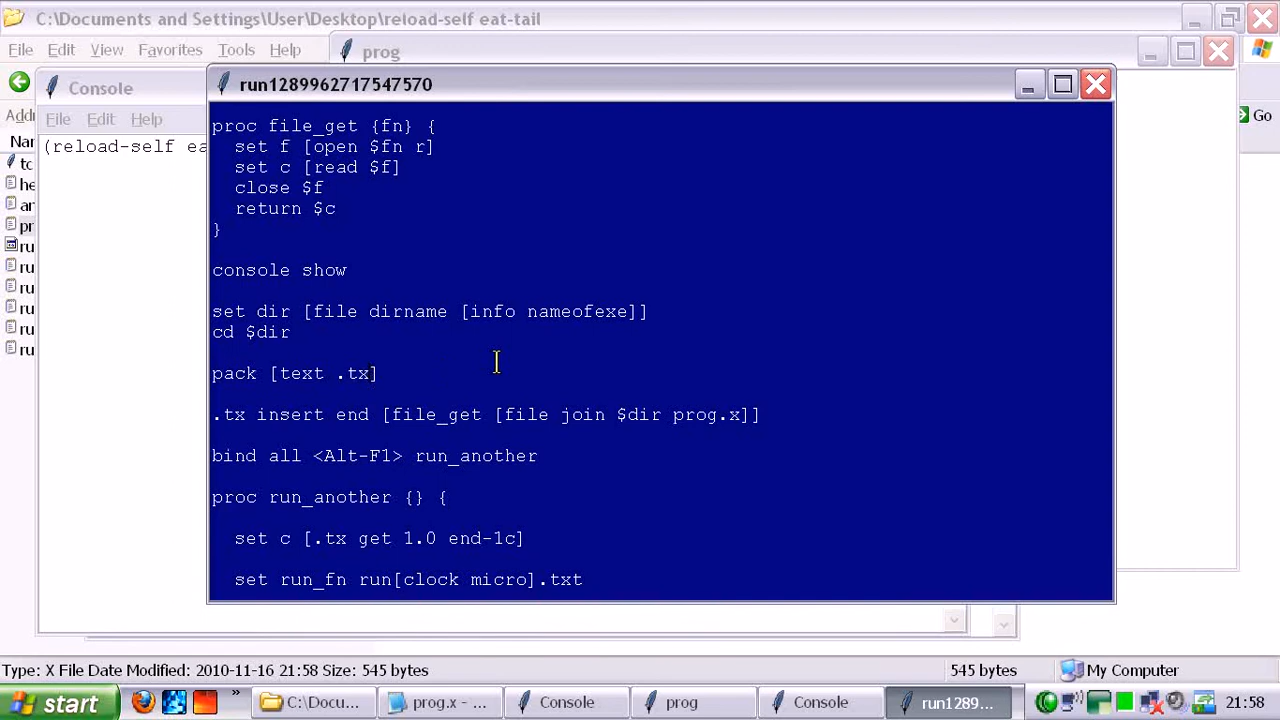 C:\Documents and Settings\User\Desktop\reload-self eat-tail
File Edit View Favorites Tools Help
prog
Console
run1289962717547570
File Edit Help
Go
(reload-self ea
proc file_get {fn} {
set f [open $fn r]
set c [read $f]
close $f
return $c
}
console show
set dir [file dirname [info nameofexe]]
cd $dir
pack [text .tx]
.tx insert end [file_get [file join $dir prog.x]]
bind all <Alt-F1> run_another
proc run_another {} {
set c [.tx get 1.0 end-1c]
set run_fn run[clock micro].txt
Type: X File Date Modified: 2010-11-16 21:58 Size: 545 bytes
545 bytes
My Computer
start
»
C:\Docu...
prog.x - ...
Console
prog
Console
run1289...
21:58